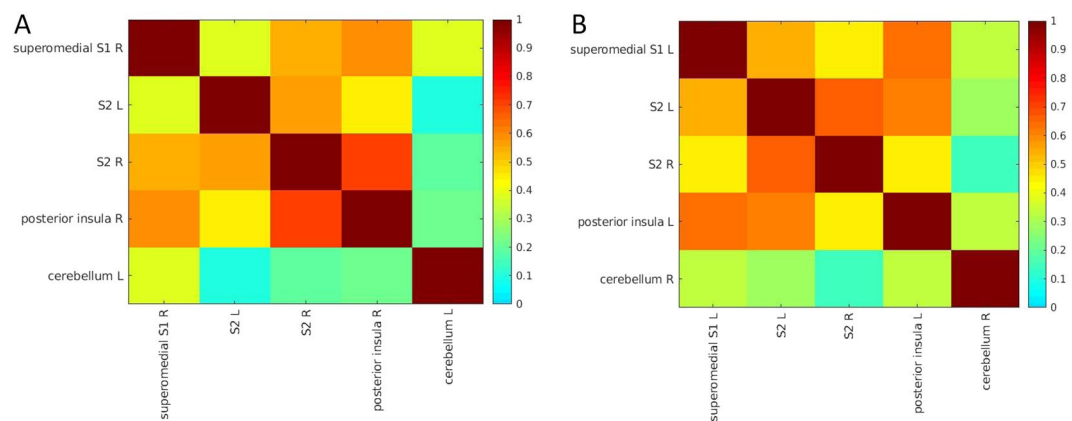 A
superomedial S1 R
S2 L
S2 R
posterior insula R
cerebellum L
superomedial S1 R
S2 L
S2 R
posterior insula R
cerebellum L
1
0.9
0.8
0.7
0.6
0.5
0.4
0.3
0.2
0.1
0
B
superomedial S1 L
S2 L
S2 R
posterior insula L
cerebellum R
superomedial S1 L
S2 L
S2 R
posterior insula L
cerebellum R
1
0.9
0.8
0.7
0.6
0.5
0.4
0.3
0.2
0.1
0